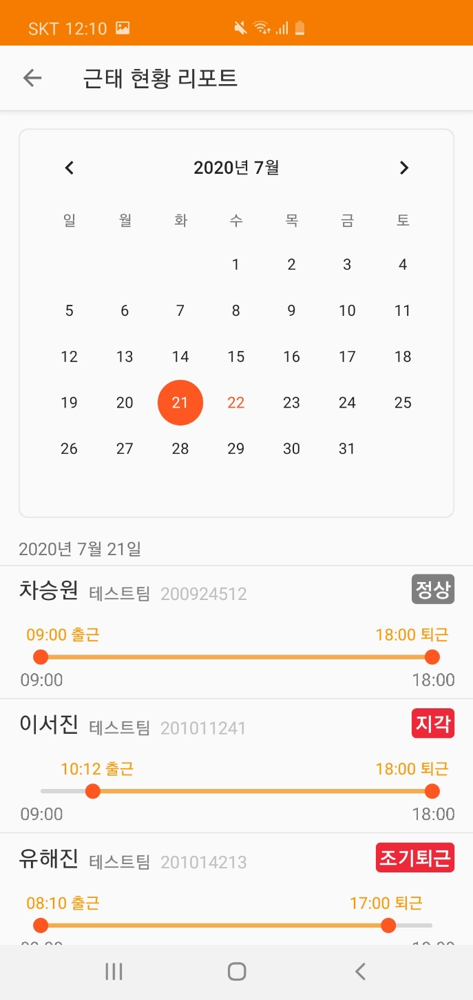 SKT 12:10
근태 현황 리포트
2020년 7월
일 월 화 수 목 금 토
1 2 3 4
5 6 7 8 9 10 11
12 13 14 15 16 17 18
19 20 21 22 23 24 25
26 27 28 29 30 31
2020년 7월 21일
차승원 테스트팀 200924512 정상
09:00 출근 18:00 퇴근
09:00 18:00
이서진 테스트팀 201011241 지각
10:12 출근 18:00 퇴근
09:00 18:00
유해진 테스트팀 201014213 조기퇴근
08:10 출근 17:00 퇴근